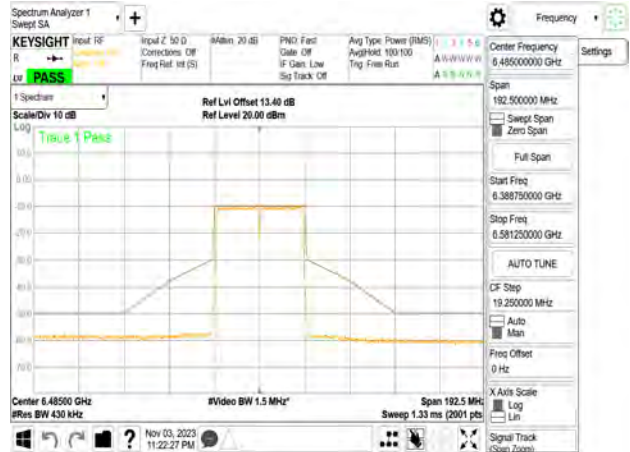 Spectrum Analyzer 1
Swept SA
+
Frequency
KEYSIGHT Input: RF
R
PASS
Input Z: 50 Ω
Corrections: Off
Freq Ref: Int (S)
#Atten: 20 dB
PNO: Fast
Gate: Off
IF Gain: Low
Sig Track: Off
Avg Type: Power (RMS)
Avg|Hold: 100/100
Trig: Free Run
Center Frequency
6.485000000 GHz
Settings
Span
192.500000 MHz
Swept Span
Zero Span
Full Span
Start Freq
6.388750000 GHz
Stop Freq
6.581250000 GHz
AUTO TUNE
CF Step
19.250000 MHz
Auto
Man
Freq Offset
0 Hz
X Axis Scale
Log
Lin
Signal Track
(Span Zoom)
1 Spectrum
Scale/Div 10 dB
Ref Lvl Offset 13.40 dB
Ref Level 20.00 dBm
Log
Trace 1 Pass
Center 6.48500 GHz
#Res BW 430 kHz
#Video BW 1.5 MHz*
Span 192.5 MHz
Sweep 1.33 ms (2001 pts
?
Nov 03, 2023
11:22:27 PM